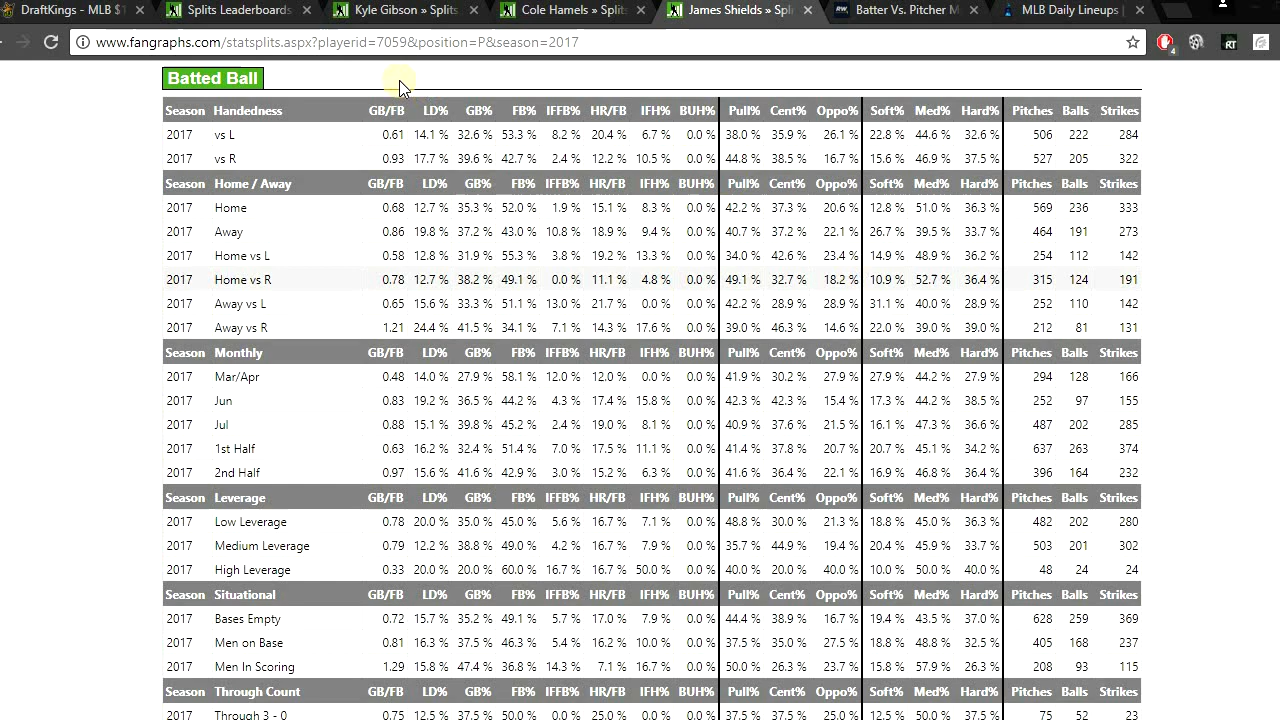 DraftKings - MLB $1 Splits Leaderboards Kyle Gibson » Splits Cole Hamels » Split James Shields » Spli Batter Vs. Pitcher M MLB Daily Lineups |
www.fangraphs.com/statsplits.aspx?playerid=7059&position=P&season=2017
Batted Ball
Season Handedness GB/FB LD% GB% FB% IFFB% HR/FB IFH% BUH% Pull% Cent% Oppo% Soft% Med% Hard% Pitches Balls Strikes
2017 vs L 0.61 14.1 % 32.6 % 53.3 % 8.2 % 20.4 % 6.7 % 0.0 % 38.0 % 35.9 % 26.1 % 22.8 % 44.6 % 32.6 % 506 222 284
2017 vs R 0.93 17.7 % 39.6 % 42.7 % 2.4 % 12.2 % 10.5 % 0.0 % 44.8 % 38.5 % 16.7 % 15.6 % 46.9 % 37.5 % 527 205 322
Season Home / Away GB/FB LD% GB% FB% IFFB% HR/FB IFH% BUH% Pull% Cent% Oppo% Soft% Med% Hard% Pitches Balls Strikes
2017 Home 0.68 12.7 % 35.3 % 52.0 % 1.9 % 15.1 % 8.3 % 0.0 % 42.2 % 37.3 % 20.6 % 12.8 % 51.0 % 36.3 % 569 236 333
2017 Away 0.86 19.8 % 37.2 % 43.0 % 10.8 % 18.9 % 9.4 % 0.0 % 40.7 % 37.2 % 22.1 % 26.7 % 39.5 % 33.7 % 464 191 273
2017 Home vs L 0.58 12.8 % 31.9 % 55.3 % 3.8 % 19.2 % 13.3 % 0.0 % 34.0 % 42.6 % 23.4 % 14.9 % 48.9 % 36.2 % 254 112 142
2017 Home vs R 0.78 12.7 % 38.2 % 49.1 % 0.0 % 11.1 % 4.8 % 0.0 % 49.1 % 32.7 % 18.2 % 10.9 % 52.7 % 36.4 % 315 124 191
2017 Away vs L 0.65 15.6 % 33.3 % 51.1 % 13.0 % 21.7 % 0.0 % 0.0 % 42.2 % 28.9 % 28.9 % 31.1 % 40.0 % 28.9 % 252 110 142
2017 Away vs R 1.21 24.4 % 41.5 % 34.1 % 7.1 % 14.3 % 17.6 % 0.0 % 39.0 % 46.3 % 14.6 % 22.0 % 39.0 % 39.0 % 212 81 131
Season Monthly GB/FB LD% GB% FB% IFFB% HR/FB IFH% BUH% Pull% Cent% Oppo% Soft% Med% Hard% Pitches Balls Strikes
2017 Mar/Apr 0.48 14.0 % 27.9 % 58.1 % 12.0 % 12.0 % 0.0 % 0.0 % 41.9 % 30.2 % 27.9 % 27.9 % 44.2 % 27.9 % 294 128 166
2017 Jun 0.83 19.2 % 36.5 % 44.2 % 4.3 % 17.4 % 15.8 % 0.0 % 42.3 % 42.3 % 15.4 % 17.3 % 44.2 % 38.5 % 252 97 155
2017 Jul 0.88 15.1 % 39.8 % 45.2 % 2.4 % 19.0 % 8.1 % 0.0 % 40.9 % 37.6 % 21.5 % 16.1 % 47.3 % 36.6 % 487 202 285
2017 1st Half 0.63 16.2 % 32.4 % 51.4 % 7.0 % 17.5 % 11.1 % 0.0 % 41.4 % 37.8 % 20.7 % 20.7 % 45.1 % 34.2 % 637 263 374
2017 2nd Half 0.97 15.6 % 41.6 % 42.9 % 3.0 % 15.2 % 6.3 % 0.0 % 41.6 % 36.4 % 22.1 % 16.9 % 46.8 % 36.4 % 396 164 232
Season Leverage GB/FB LD% GB% FB% IFFB% HR/FB IFH% BUH% Pull% Cent% Oppo% Soft% Med% Hard% Pitches Balls Strikes
2017 Low Leverage 0.78 20.0 % 35.0 % 45.0 % 5.6 % 16.7 % 7.1 % 0.0 % 48.8 % 30.0 % 21.3 % 18.8 % 45.0 % 36.3 % 482 202 280
2017 Medium Leverage 0.79 12.2 % 38.8 % 49.0 % 4.2 % 16.7 % 7.9 % 0.0 % 35.7 % 44.9 % 19.4 % 20.4 % 45.9 % 33.7 % 503 201 302
2017 High Leverage 0.33 20.0 % 20.0 % 60.0 % 16.7 % 16.7 % 50.0 % 0.0 % 40.0 % 20.0 % 40.0 % 10.0 % 50.0 % 40.0 % 48 24 24
Season Situational GB/FB LD% GB% FB% IFFB% HR/FB IFH% BUH% Pull% Cent% Oppo% Soft% Med% Hard% Pitches Balls Strikes
2017 Bases Empty 0.72 15.7 % 35.2 % 49.1 % 5.7 % 17.0 % 7.9 % 0.0 % 44.4 % 38.9 % 16.7 % 19.4 % 43.5 % 37.0 % 628 259 369
2017 Men on Base 0.81 16.3 % 37.5 % 46.3 % 5.4 % 16.2 % 10.0 % 0.0 % 37.5 % 35.0 % 27.5 % 18.8 % 48.8 % 32.5 % 405 168 237
2017 Men In Scoring 1.29 15.8 % 47.4 % 36.8 % 14.3 % 7.1 % 16.7 % 0.0 % 50.0 % 26.3 % 23.7 % 15.8 % 57.9 % 26.3 % 208 93 115
Season Through Count GB/FB LD% GB% FB% IFFB% HR/FB IFH% BUH% Pull% Cent% Oppo% Soft% Med% Hard% Pitches Balls Strikes
2017 Through 3 - 0 0.75 12.5 % 37.5 % 50.0 % 0.0 % 25.0 % 0.0 % 0.0 % 37.5 % 37.5 % 25.0 % 12.5 % 50.0 % 37.5 % 75 52 23